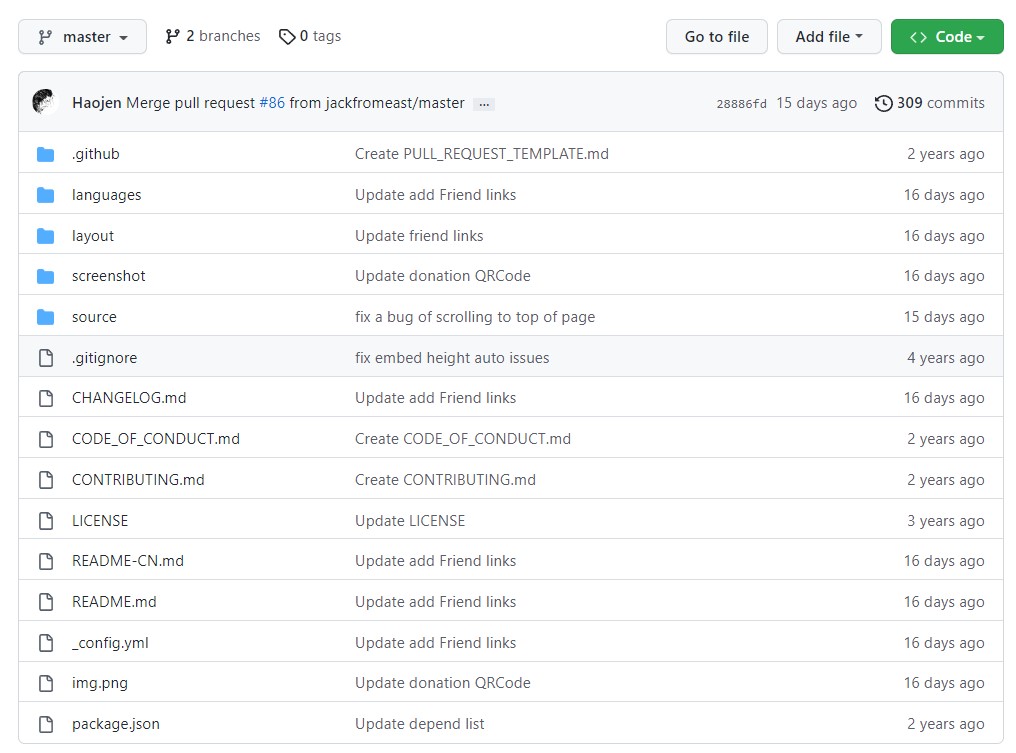 master 2 branches 0 tags Go to file Add file Code
Haojen Merge pull request #86 from jackfromeast/master ... 28886fd 15 days ago 309 commits
.github Create PULL_REQUEST_TEMPLATE.md 2 years ago
languages Update add Friend links 16 days ago
layout Update friend links 16 days ago
screenshot Update donation QRCode 16 days ago
source fix a bug of scrolling to top of page 15 days ago
.gitignore fix embed height auto issues 4 years ago
CHANGELOG.md Update add Friend links 16 days ago
CODE_OF_CONDUCT.md Create CODE_OF_CONDUCT.md 2 years ago
CONTRIBUTING.md Create CONTRIBUTING.md 2 years ago
LICENSE Update LICENSE 3 years ago
README-CN.md Update add Friend links 16 days ago
README.md Update add Friend links 16 days ago
_config.yml Update add Friend links 16 days ago
img.png Update donation QRCode 16 days ago
package.json Update depend list 2 years ago